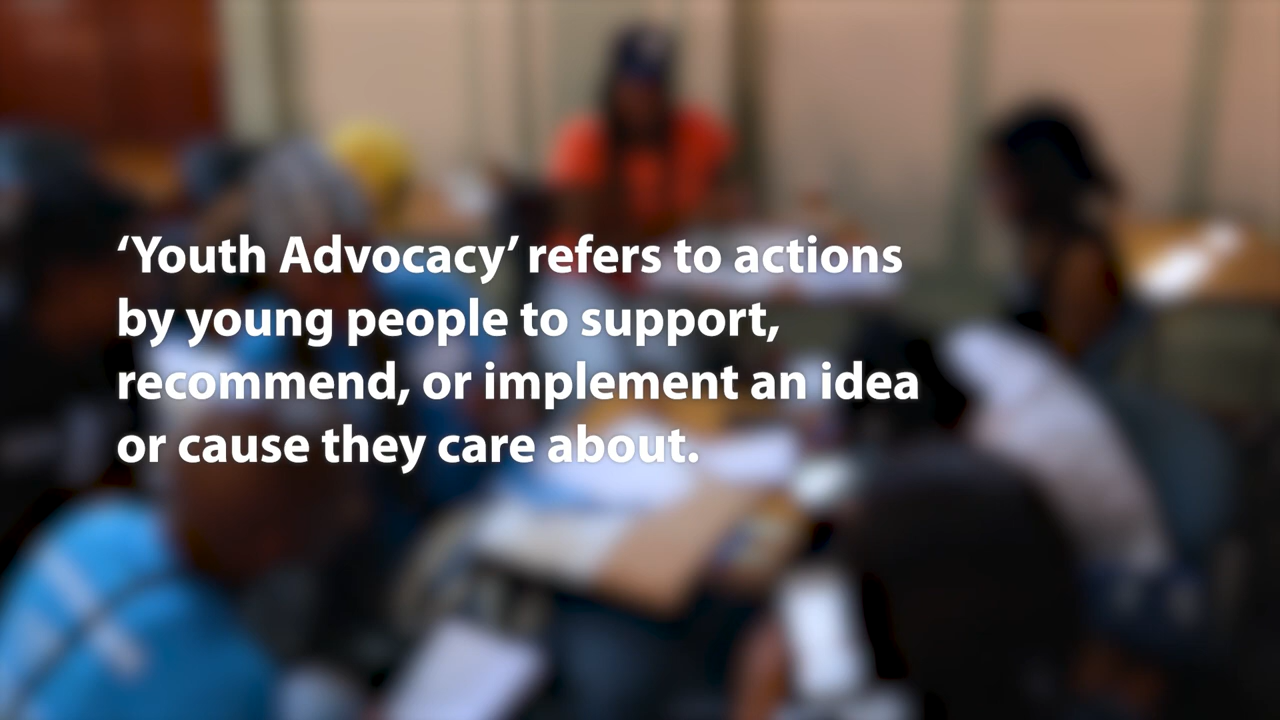 ‘Youth Advocacy’ refers to actions
by young people to support,
recommend, or implement an idea
or cause they care about.